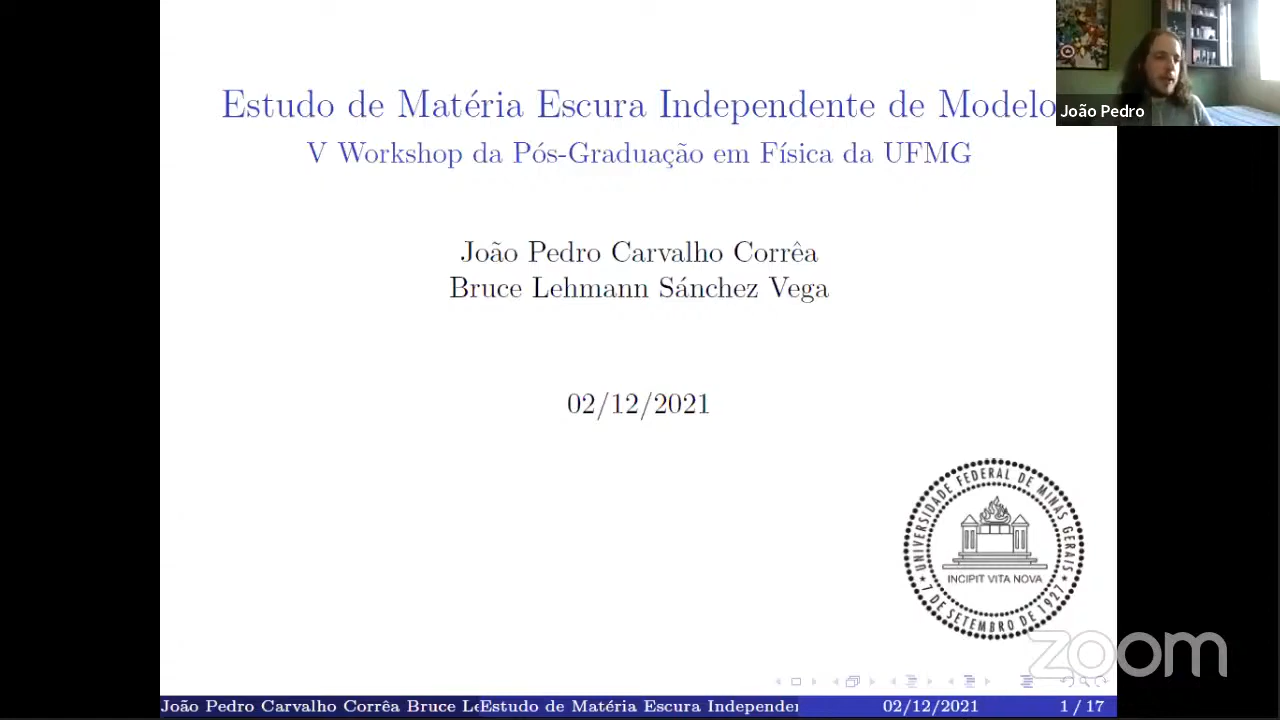 Estudo de Matéria Escura Independente de Modelo
João Pedro
V Workshop da Pós-Graduação em Física da UFMG
João Pedro Carvalho Corrêa
Bruce Lehmann Sánchez Vega
02/12/2021
UNIVERSIDADE FEDERAL DE MINAS GERAIS
INCIPIT VITA NOVA
7 DE SETEMBRO DE 1927
zoom
João Pedro Carvalho Corrêa Bruce Le
Estudo de Matéria Escura Independen
02/12/2021
1 / 17